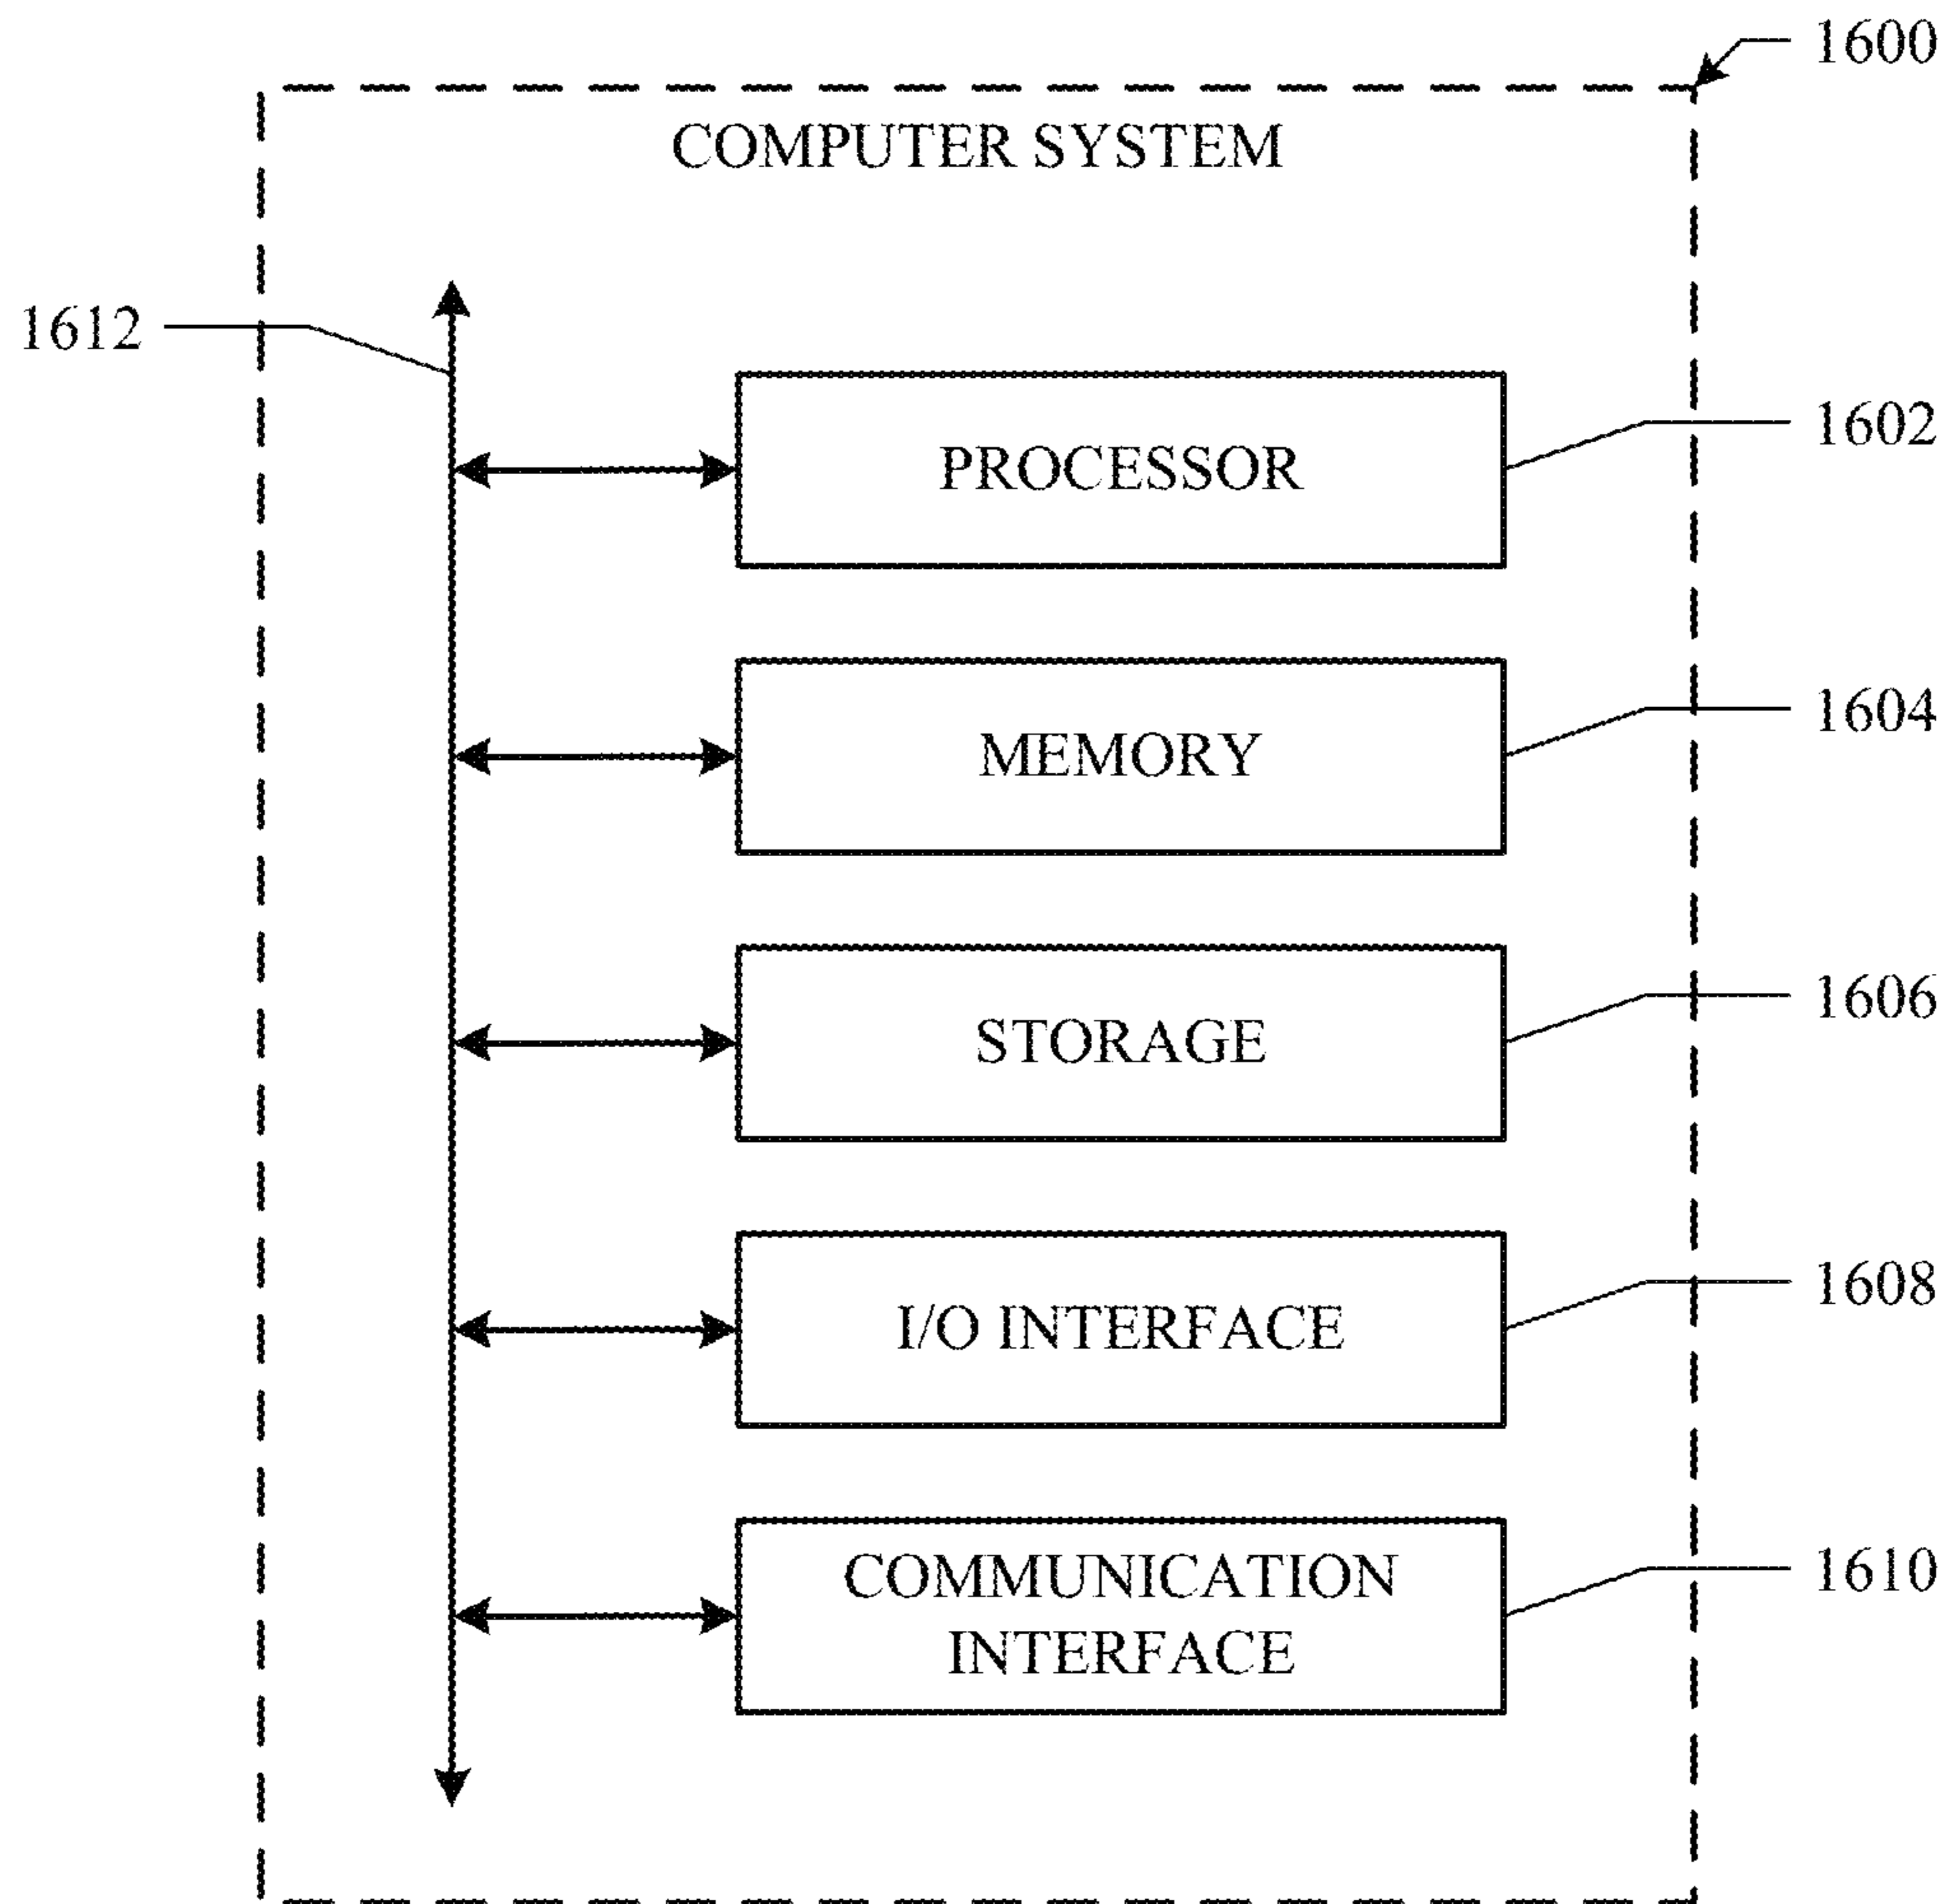 1600
COMPUTER SYSTEM
1612
PROCESSOR
1602
MEMORY
1604
STORAGE
1606
I/O INTERFACE
1608
COMMUNICATION
INTERFACE
1610